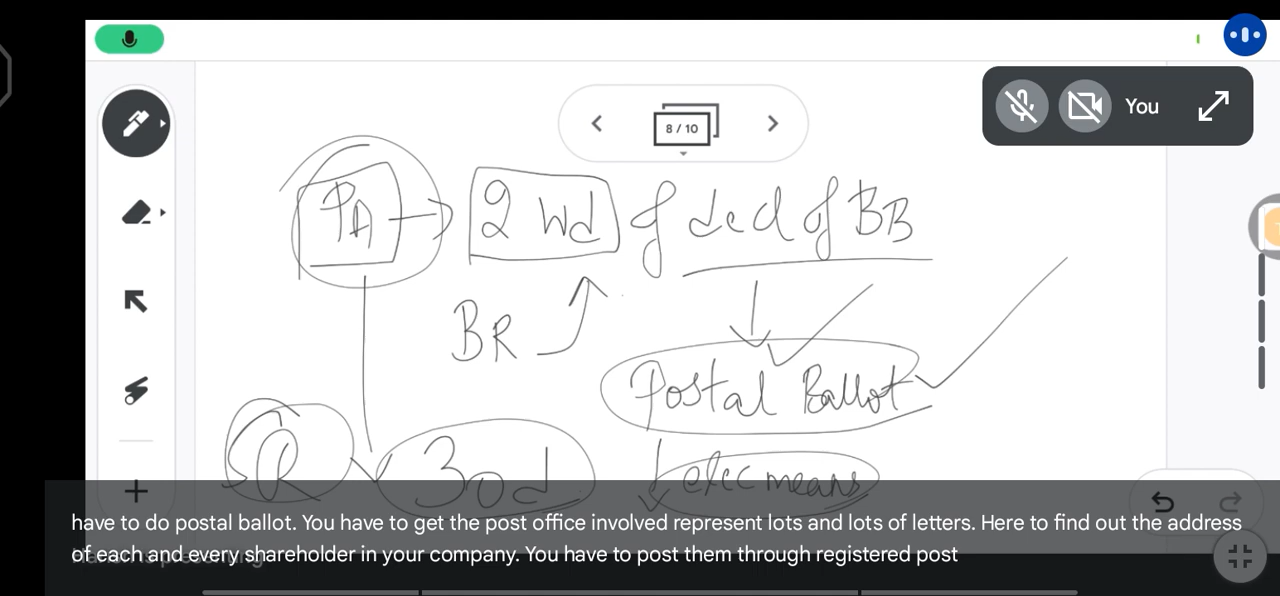 You
8 / 10
PA → 2 Wd of decl of BB
BR
Postal Ballot
SR 30d
elec means
have to do postal ballot. You have to get the post office involved represent lots and lots of letters. Here to find out the address
of each and every shareholder in your company. You have to post them through registered post